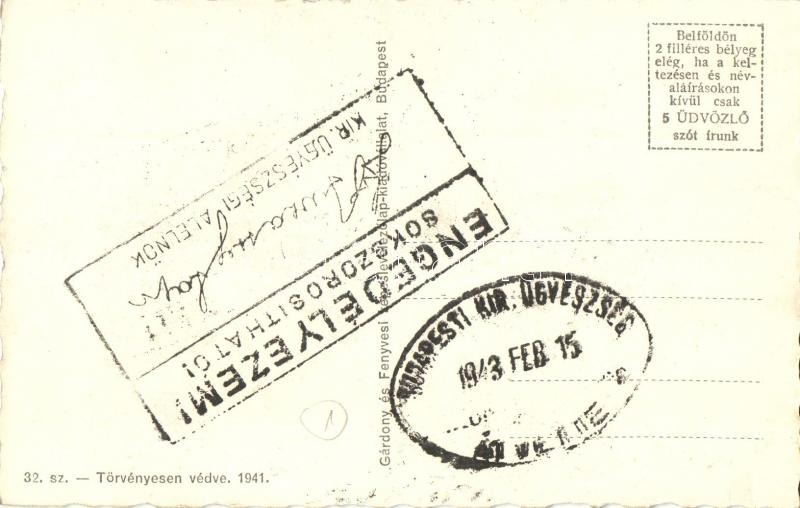 Belföldön
2 filléres bélyeg
elég, ha a kel-
tezésen és név-
aláírásokon
kívül csak
5 ÜDVÖZLŐ
szót írunk
Gárdony és Fenyvesi képeslevelezőlap-kiadóvállalat, Budapest
ENGEDÉLYEZEM!
SOKSZOROSITHATÓ!
KIR. ÜGYÉSZSÉGI ALELNÖK
BUDAPESTI KIR. ÜGYÉSZSÉG
1943 FEB 15
1
32. sz. — Törvényesen védve. 1941.